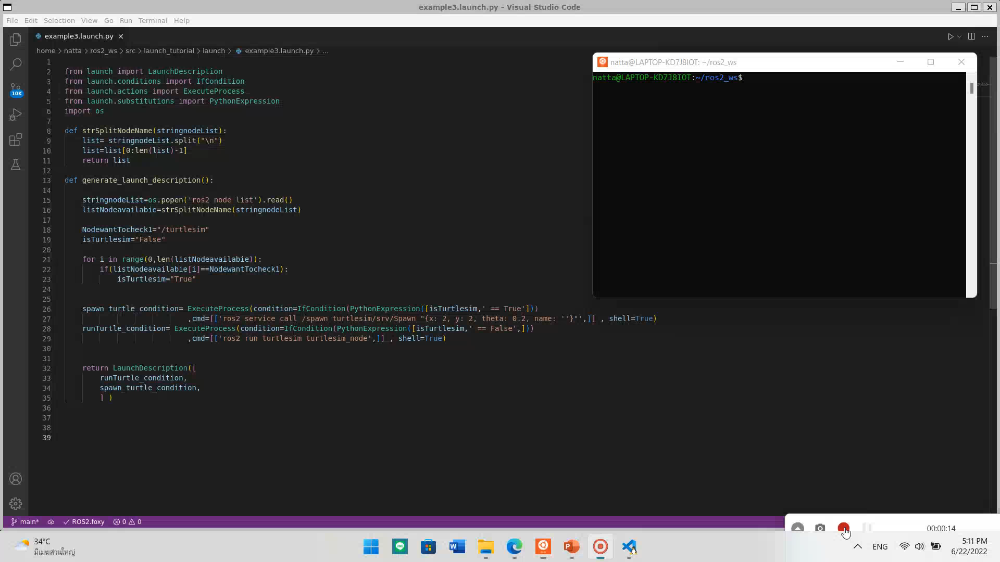 example3.launch.py - Visual Studio Code
File Edit Selection View Go Run Terminal Help
example3.launch.py
home > natta > ros2_ws > src > launch_tutorial > launch > example3.launch.py > ...
1
2 from launch import LaunchDescription
3 from launch.conditions import IfCondition
4 from launch.actions import ExecuteProcess
5 from launch.substitutions import PythonExpression
6 import os
7
8 def strSplitNodeName(stringnodeList):
9 list= stringnodeList.split("\n")
10 list=list[0:len(list)-1]
11 return list
12
13 def generate_launch_description():
14
15 stringnodeList=os.popen('ros2 node list').read()
16 listNodeavailabie=strSplitNodeName(stringnodeList)
17
18 NodewantTocheck1="/turtlesim"
19 isTurtlesim="False"
20
21 for i in range(0,len(listNodeavailabie)):
22 if(listNodeavailabie[i]==NodewantTocheck1):
23 isTurtlesim="True"
24
25
26 spawn_turtle_condition= ExecuteProcess(condition=IfCondition(PythonExpression([isTurtlesim,' == True']))
27 ,cmd=[['ros2 service call /spawn turtlesim/srv/Spawn "{x: 2, y: 2, theta: 0.2, name: ''}"',]] , shell=True)
28 runTurtle_condition= ExecuteProcess(condition=IfCondition(PythonExpression([isTurtlesim,' == False',]))
29 ,cmd=[['ros2 run turtlesim turtlesim_node',]] , shell=True)
30
31
32 return LaunchDescription([
33 runTurtle_condition,
34 spawn_turtle_condition,
35 ] )
36
37
38
39
10K
natta@LAPTOP-KD7J8IOT: ~/ros2_ws
natta@LAPTOP-KD7J8IOT:~/ros2_ws$
main* ROS2.foxy 0 0
00:00:14
34°C
มีเมฆส่วนใหญ่
ENG
5:11 PM
6/22/2022